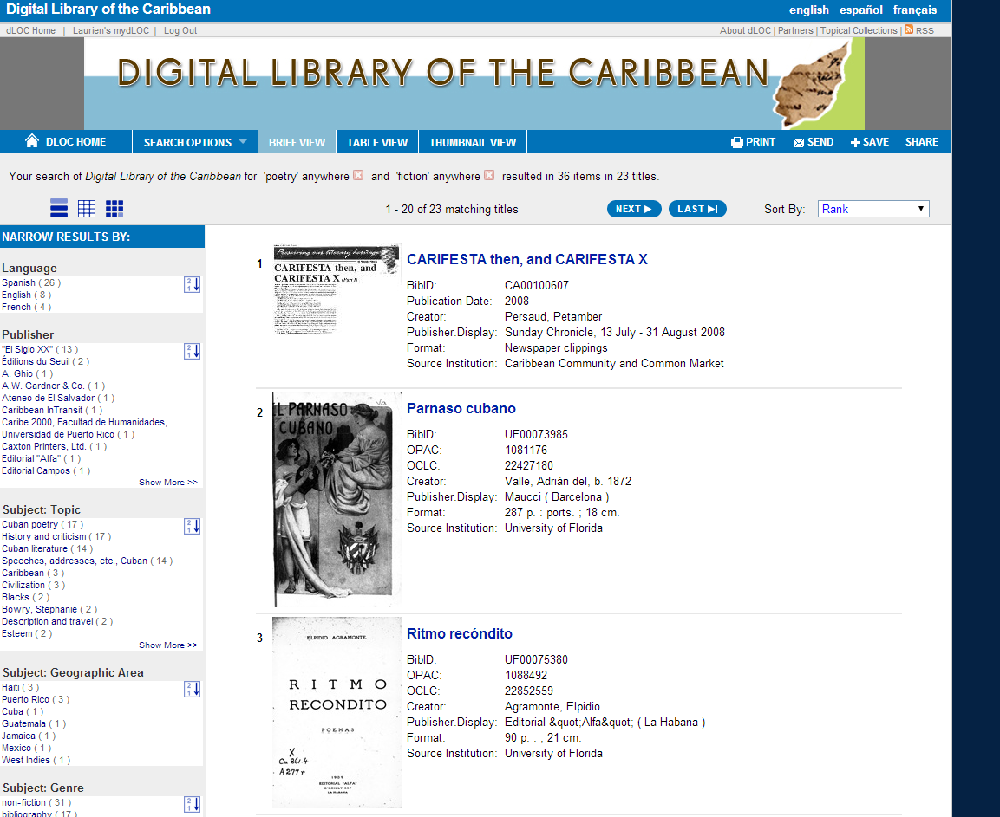 Digital Library of the Caribbean
english español français
dLOC Home | Laurien's mydLOC | Log Out
About dLOC | Partners | Topical Collections | RSS
DIGITAL LIBRARY OF THE CARIBBEAN
DLOC HOME SEARCH OPTIONS BRIEF VIEW TABLE VIEW THUMBNAIL VIEW PRINT SEND SAVE SHARE
Your search of Digital Library of the Caribbean for 'poetry' anywhere and 'fiction' anywhere resulted in 36 items in 23 titles.
1 - 20 of 23 matching titles
NEXT LAST
Sort By: Rank
NARROW RESULTS BY:
Language
Spanish ( 26 )
English ( 8 )
French ( 4 )
Publisher
"El Siglo XX" ( 13 )
Éditions du Seuil ( 2 )
A. Ghio ( 1 )
A.W. Gardner & Co. ( 1 )
Ateneo de El Salvador ( 1 )
Caribbean InTransit ( 1 )
Caribe 2000, Facultad de Humanidades,
Universidad de Puerto Rico ( 1 )
Caxton Printers, Ltd. ( 1 )
Editorial "Alfa" ( 1 )
Editorial Campos ( 1 )
Show More >>
Subject: Topic
Cuban poetry ( 17 )
History and criticism ( 17 )
Cuban literature ( 14 )
Speeches, addresses, etc., Cuban ( 14 )
Caribbean ( 3 )
Civilization ( 3 )
Blacks ( 2 )
Bowry, Stephanie ( 2 )
Description and travel ( 2 )
Esteem ( 2 )
Show More >>
Subject: Geographic Area
Haiti ( 3 )
Puerto Rico ( 3 )
Cuba ( 1 )
Guatemala ( 1 )
Jamaica ( 1 )
Mexico ( 1 )
West Indies ( 1 )
Subject: Genre
non-fiction ( 31 )
bibliography ( 17 )
1
Preserving our literary heritage
CARIFESTA then, and
CARIFESTA X (Part I)
CARIFESTA then, and CARIFESTA X
BibID: CA00100607
Publication Date: 2008
Creator: Persaud, Petamber
Publisher.Display: Sunday Chronicle, 13 July - 31 August 2008
Format: Newspaper clippings
Source Institution: Caribbean Community and Common Market
2
EL PARNASO
CUBANO
Parnaso cubano
BibID: UF00073985
OPAC: 1081176
OCLC: 22427180
Creator: Valle, Adrián del, b. 1872
Publisher.Display: Maucci ( Barcelona )
Format: 287 p. : ports. ; 18 cm.
Source Institution: University of Florida
3
ELPIDIO AGRAMONTE
RITMO
RECONDITO
POEMAS
X
Cu 861.4
A277r
1939
EDITORIAL "ALFA"
O'REILLY 357
LA HABANA
Ritmo recóndito
BibID: UF00075380
OPAC: 1088492
OCLC: 22852559
Creator: Agramonte, Elpidio
Publisher.Display: Editorial &quot;Alfa&quot; ( La Habana )
Format: 90 p. : ; 21 cm.
Source Institution: University of Florida